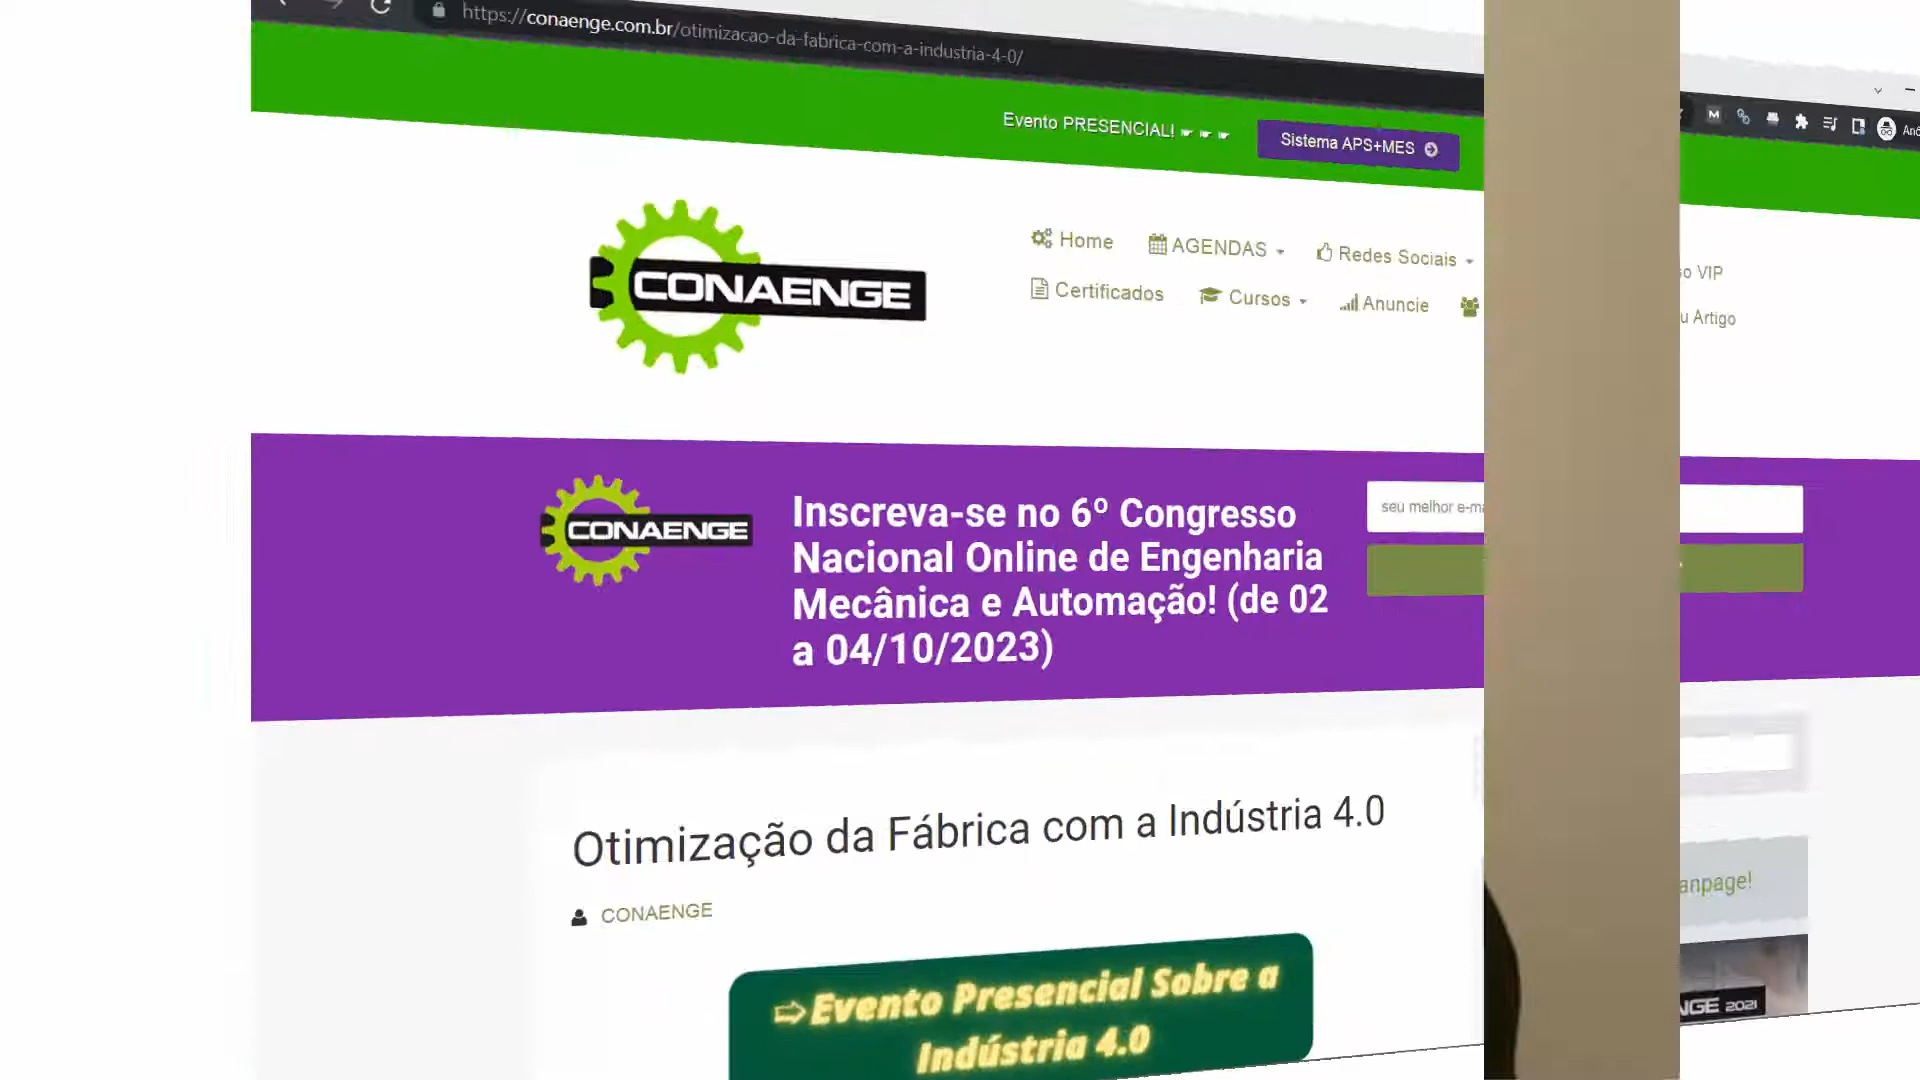 https://conaenge.com.br/otimizacao-da-fabrica-com-a-industria-4-0/
Evento PRESENCIAL!
Sistema APS+MES
CONAENGE
Home
AGENDAS
Redes Sociais
VIP
Certificados
Cursos
Anuncie
Artigo
CONAENGE
Inscreva-se no 6º Congresso
Nacional Online de Engenharia
Mecânica e Automação! (de 02
a 04/10/2023)
seu melhor
Otimização da Fábrica com a Indústria 4.0
CONAENGE
anpage!
⇨Evento Presencial Sobre a
Indústria 4.0
NGE 2021